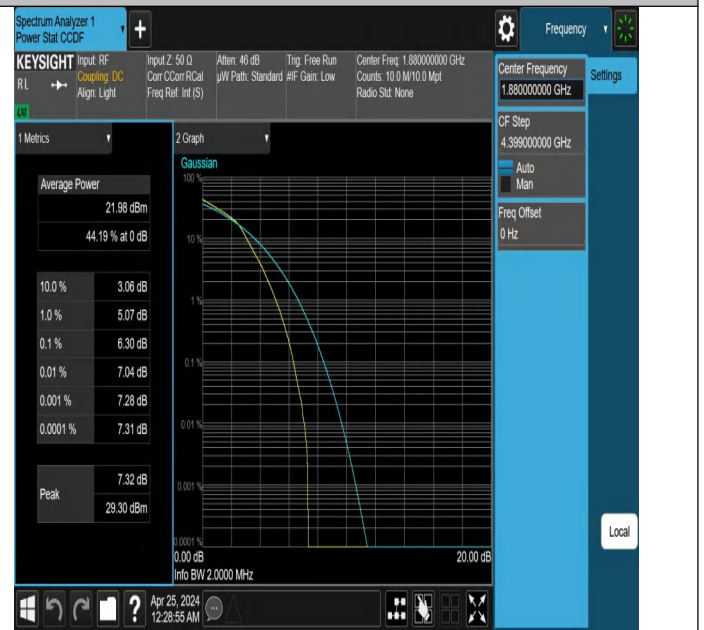 Spectrum Analyzer 1
Power Stat CCDF
+
Frequency
KEYSIGHT
RL
LXI
Input: RF
Coupling: DC
Align: Light
Input Z: 50 Ω
Corr CCorr RCal
Freq Ref: Int (S)
Atten: 46 dB
µW Path: Standard
Trig: Free Run
#IF Gain: Low
Center Freq: 1.880000000 GHz
Counts: 10.0 M/10.0 Mpt
Radio Std: None
Center Frequency
1.880000000 GHz
Settings
CF Step
4.399000000 GHz
Auto
Man
Freq Offset
0 Hz
Local
1 Metrics
Average Power
21.98 dBm
44.19 % at 0 dB
10.0 % 3.06 dB
1.0 % 5.07 dB
0.1 % 6.30 dB
0.01 % 7.04 dB
0.001 % 7.28 dB
0.0001 % 7.31 dB
Peak
7.32 dB
29.30 dBm
2 Graph
Gaussian
100 %
10 %
1 %
0.1 %
0.01 %
0.001 %
0.0001 %
0.00 dB 20.00 dB
Info BW 2.0000 MHz
?
Apr 25, 2024
12:28:55 AM